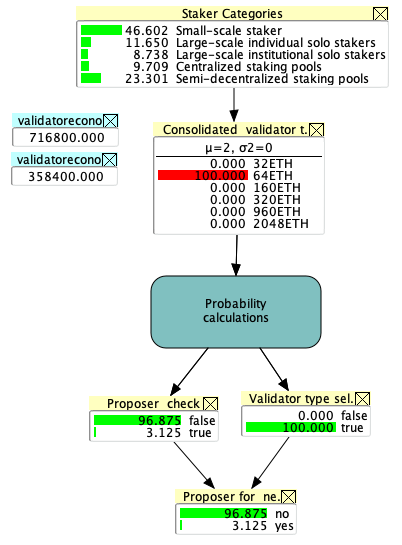 Staker Categories
46.602 Small-scale staker
11.650 Large-scale individual solo stakers
8.738 Large-scale institutional solo stakers
9.709 Centralized staking pools
23.301 Semi-decentralized staking pools
validatorecono
716800.000
validatorecono
358400.000
Consolidated validator t.
μ=2, σ2=0
0.000 32ETH
100.000 64ETH
0.000 160ETH
0.000 320ETH
0.000 960ETH
0.000 2048ETH
Probability
calculations
Proposer check
96.875 false
3.125 true
Validator type sel.
0.000 false
100.000 true
Proposer for ne.
96.875 no
3.125 yes